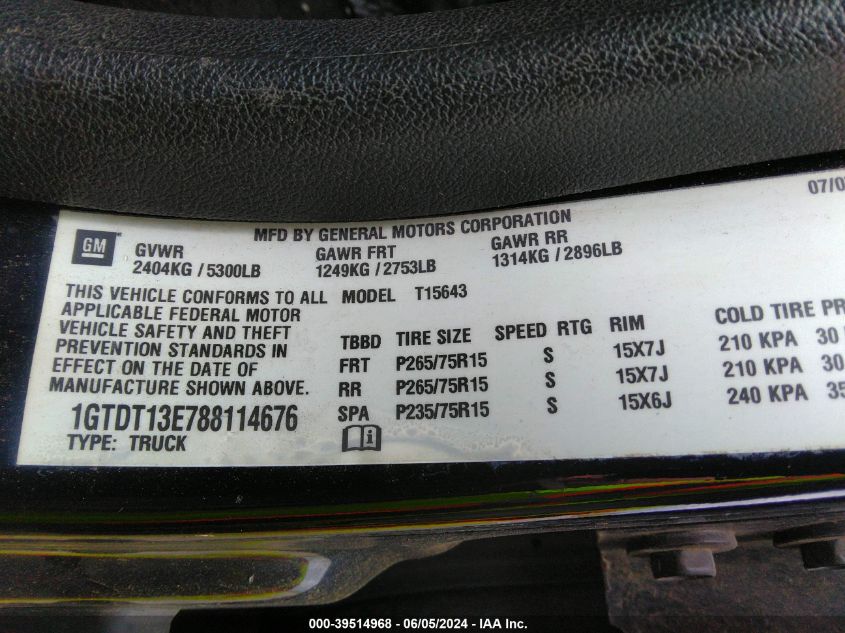 07/0
MFD BY GENERAL MOTORS CORPORATION
GM GVWR GAWR FRT GAWR RR
2404KG / 5300LB 1249KG / 2753LB 1314KG / 2896LB
THIS VEHICLE CONFORMS TO ALL MODEL T15643
APPLICABLE FEDERAL MOTOR
VEHICLE SAFETY AND THEFT
PREVENTION STANDARDS IN
EFFECT ON THE DATE OF
MANUFACTURE SHOWN ABOVE.
TBBD TIRE SIZE SPEED RTG RIM COLD TIRE PR
FRT P265/75R15 S 15X7J 210 KPA 30
RR P265/75R15 S 15X7J 210 KPA 30
SPA P235/75R15 S 15X6J 240 KPA 35
1GTDT13E788114676
TYPE: TRUCK
000-39514968 - 06/05/2024 - IAA Inc.